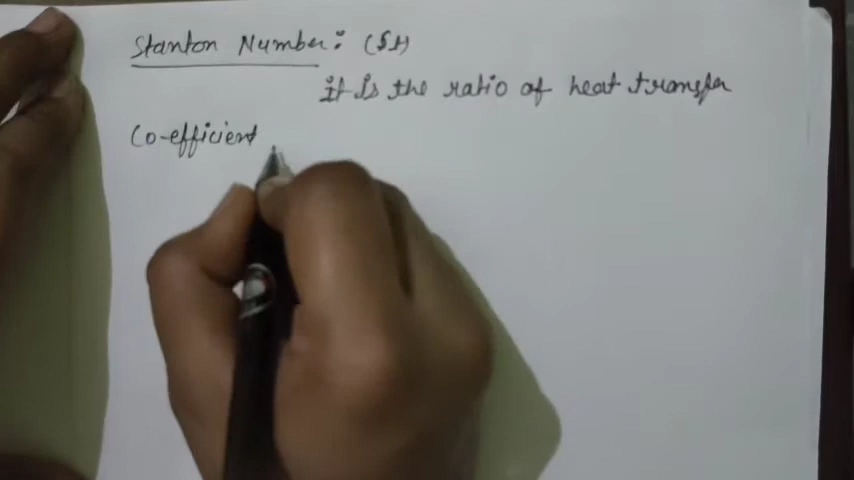 Stanton Number: (St)
it is the ratio of heat transfer
Co-efficient